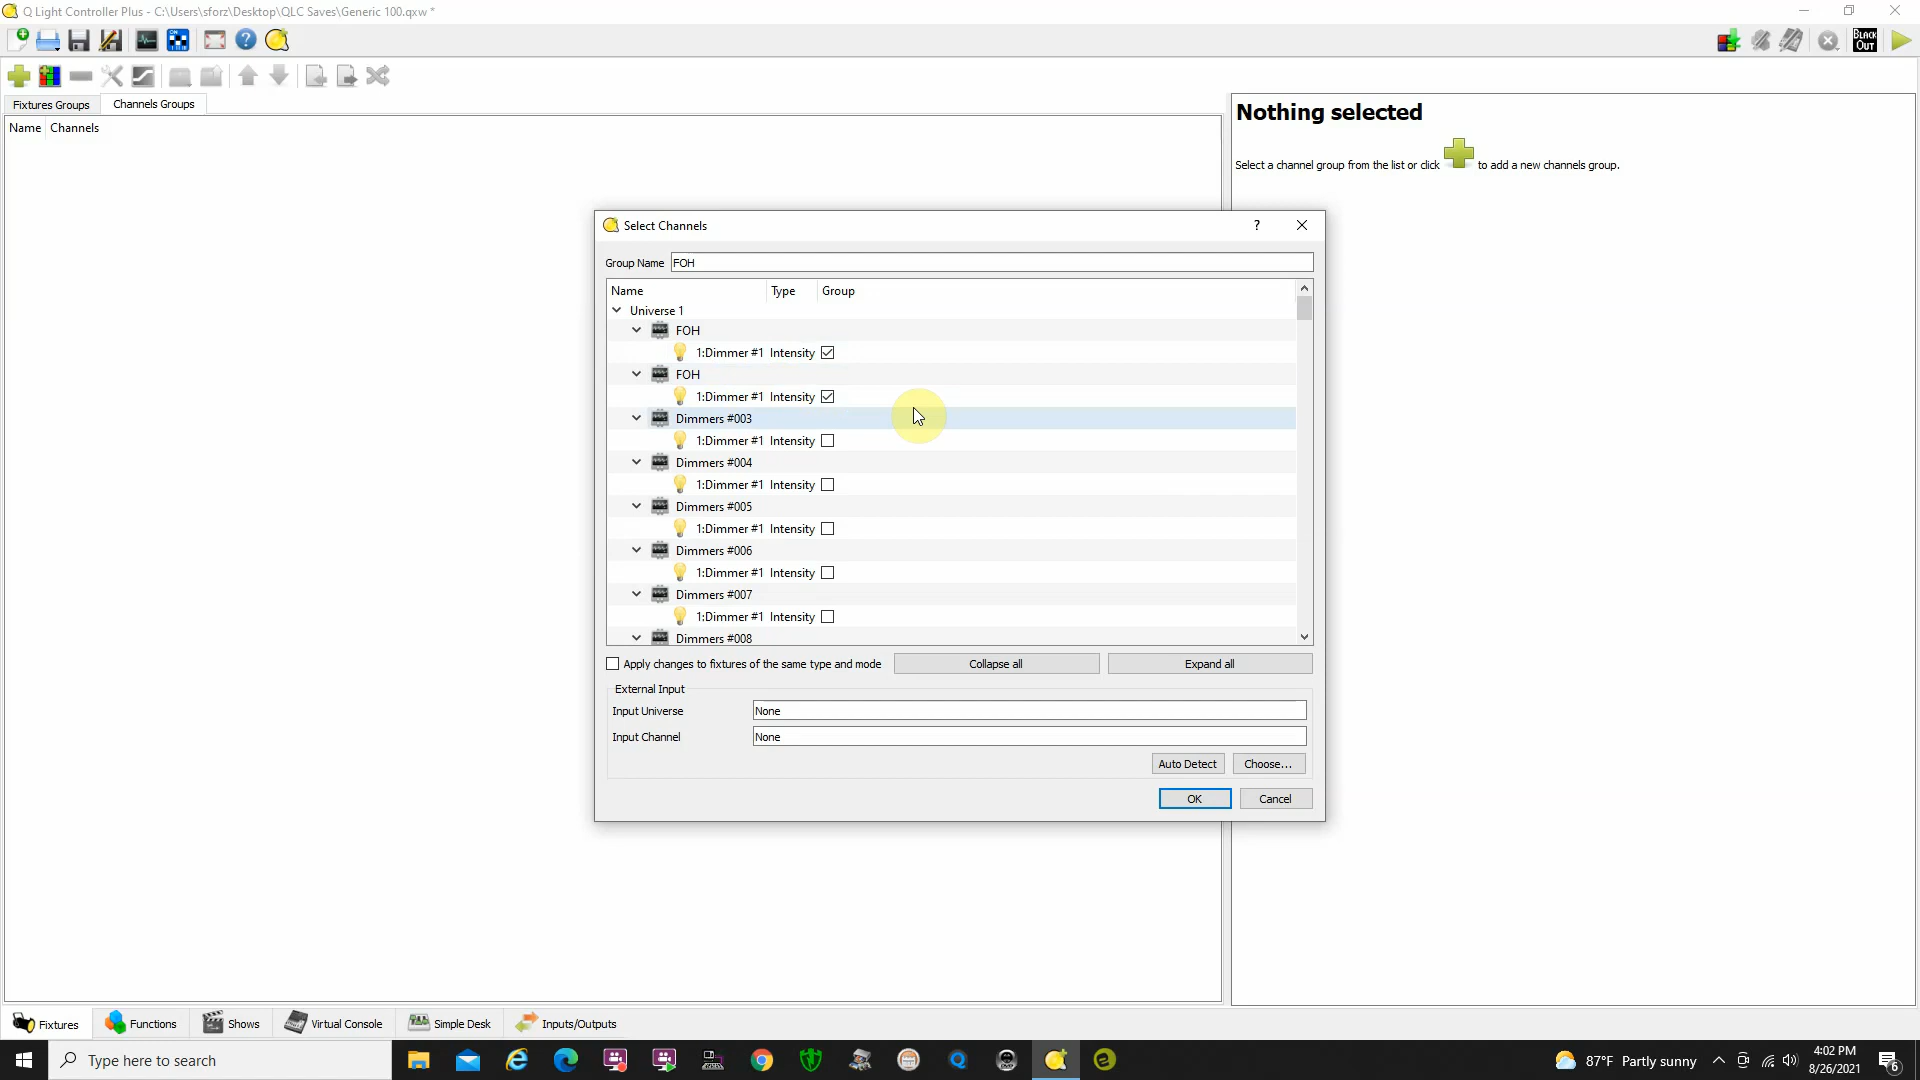 Q Light Controller Plus - C:\Users\sforz\Desktop\QLC Saves\Generic 100.qxw *
BLACK OUT
Fixtures Groups Channels Groups
Name Channels
Nothing selected
Select a channel group from the list or click to add a new channels group.
Select Channels ?
Group Name FOH
Name Type Group
Universe 1
FOH
1:Dimmer #1 Intensity
FOH
1:Dimmer #1 Intensity
Dimmers #003
1:Dimmer #1 Intensity
Dimmers #004
1:Dimmer #1 Intensity
Dimmers #005
1:Dimmer #1 Intensity
Dimmers #006
1:Dimmer #1 Intensity
Dimmers #007
1:Dimmer #1 Intensity
Dimmers #008
Apply changes to fixtures of the same type and mode Collapse all Expand all
External Input
Input Universe None
Input Channel None
Auto Detect Choose...
OK Cancel
Fixtures Functions Shows Virtual Console Simple Desk Inputs/Outputs
Type here to search
87°F Partly sunny
4:02 PM
8/26/2021
6